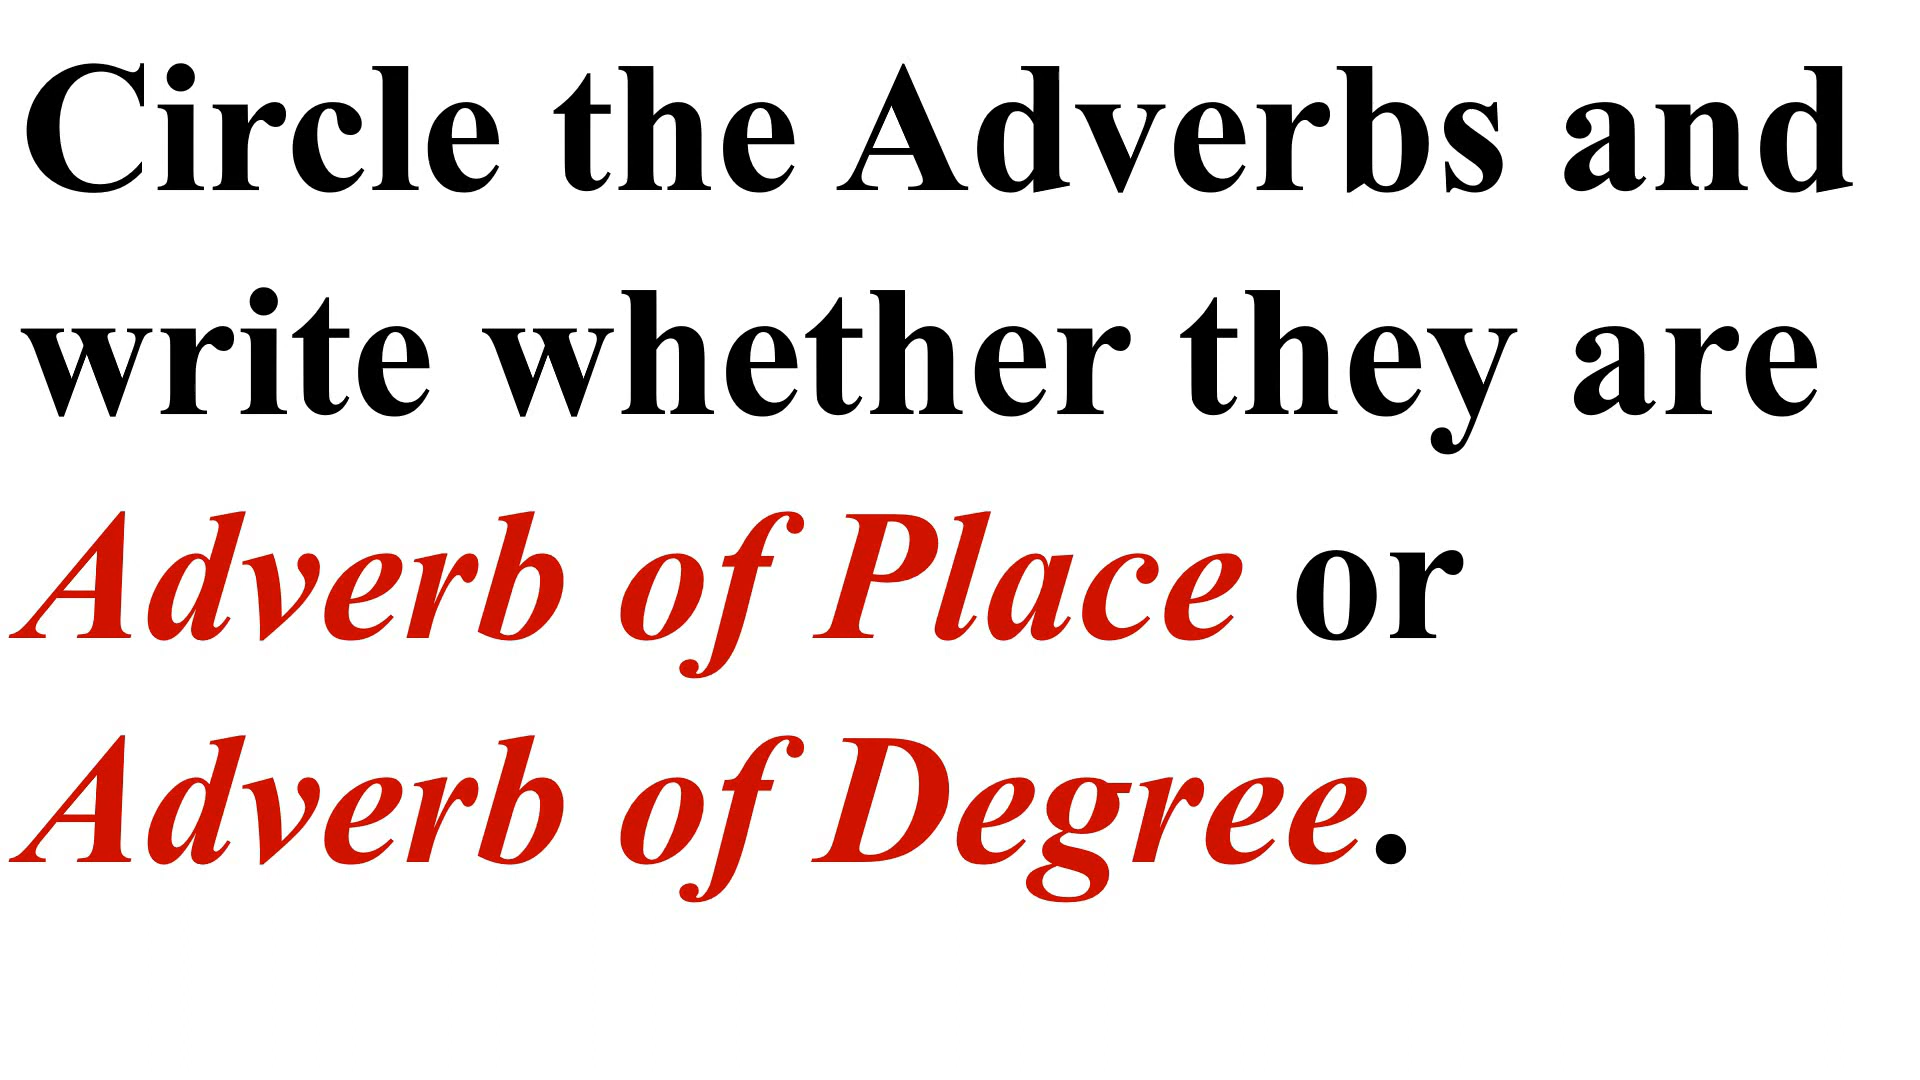 Circle the Adverbs and
write whether they are
Adverb of Place or
Adverb of Degree.